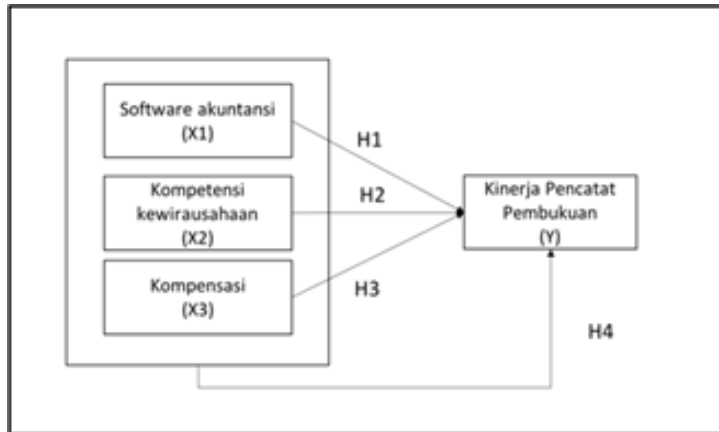 Software akuntansi
(X1)
H1
Kompetensi
kewirausahaan
(X2)
H2
Kinerja Pencatat
Pembukuan
(Y)
Kompensasi
(X3)
H3
H4